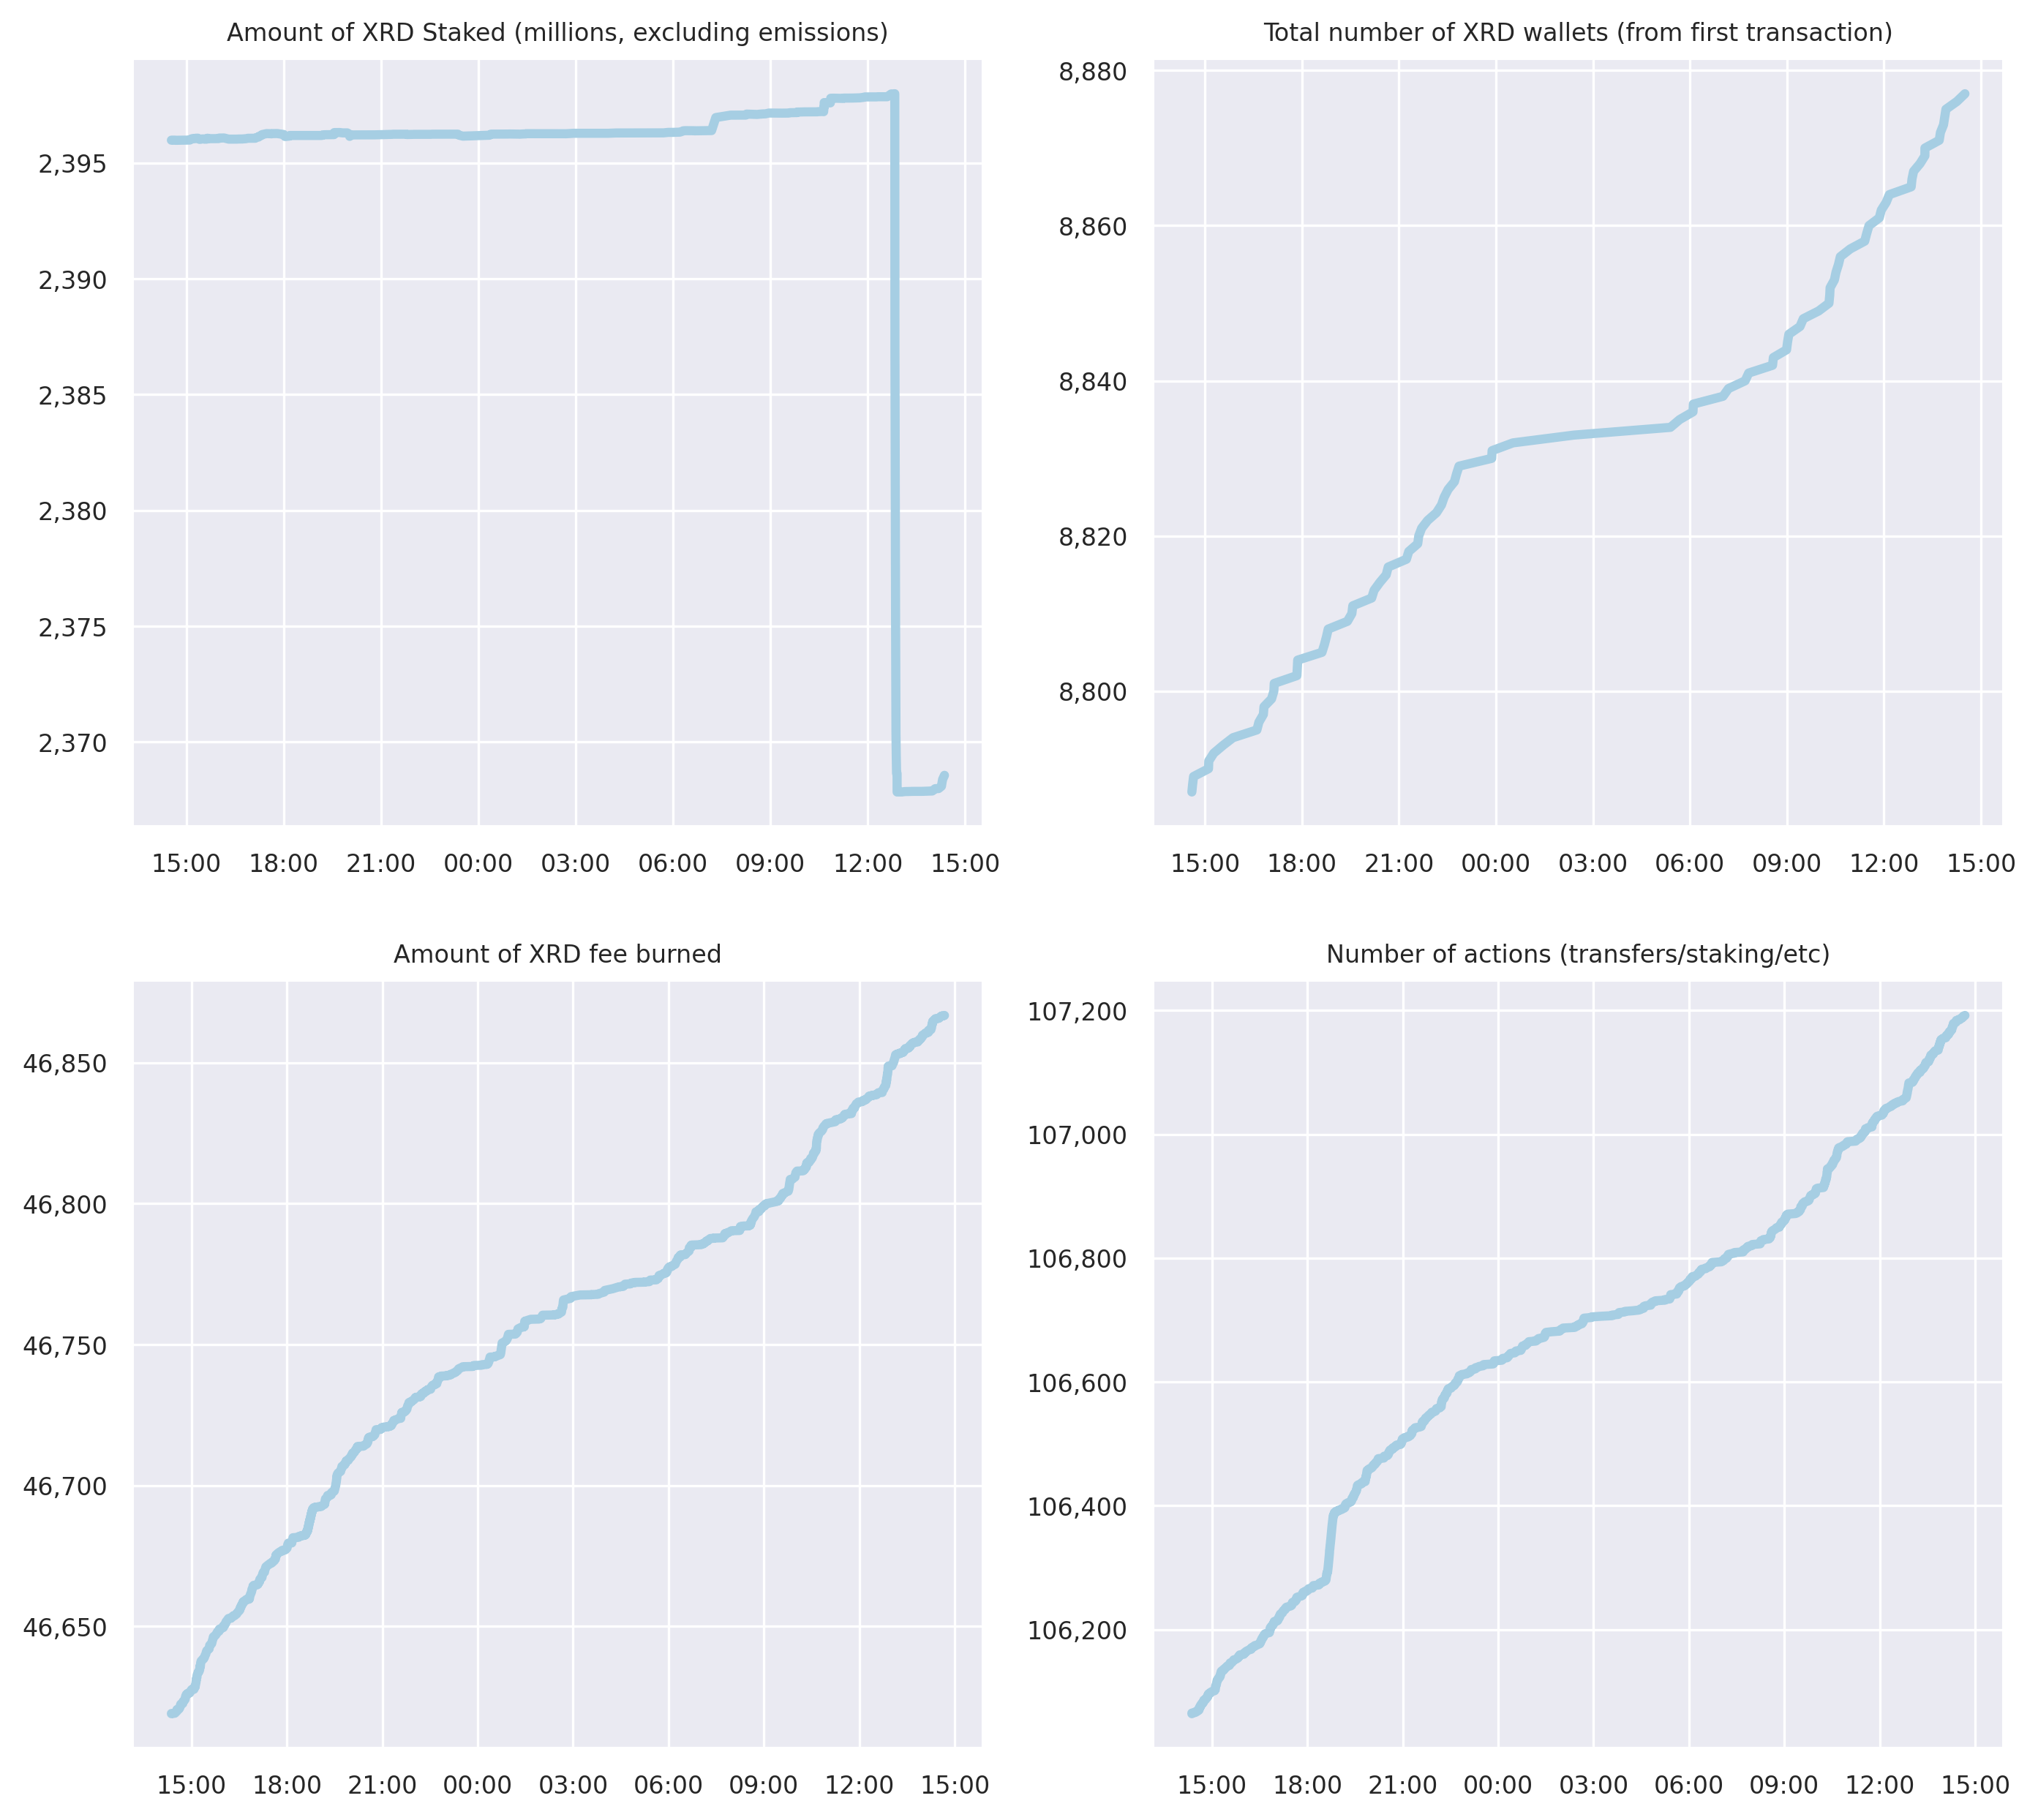 Amount of XRD Staked (millions, excluding emissions)
2,395
2,390
2,385
2,380
2,375
2,370
15:00 18:00 21:00 00:00 03:00 06:00 09:00 12:00 15:00
Total number of XRD wallets (from first transaction)
8,880
8,860
8,840
8,820
8,800
15:00 18:00 21:00 00:00 03:00 06:00 09:00 12:00 15:00
Amount of XRD fee burned
46,850
46,800
46,750
46,700
46,650
15:00 18:00 21:00 00:00 03:00 06:00 09:00 12:00 15:00
Number of actions (transfers/staking/etc)
107,200
107,000
106,800
106,600
106,400
106,200
15:00 18:00 21:00 00:00 03:00 06:00 09:00 12:00 15:00